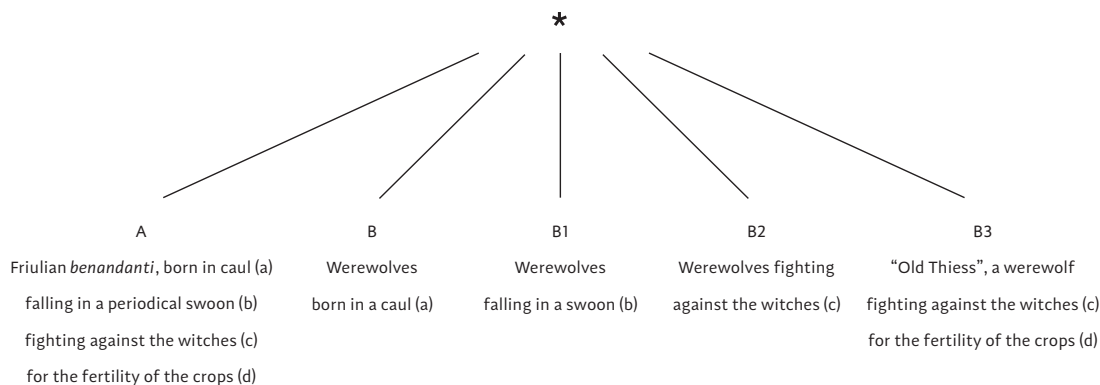 *
A
Friulian benandanti, born in caul (a)
falling in a periodical swoon (b)
fighting against the witches (c)
for the fertility of the crops (d)
B
Werewolves
born in a caul (a)
B1
Werewolves
falling in a swoon (b)
B2
Werewolves fighting
against the witches (c)
B3
“Old Thiess”, a werewolf
fighting against the witches (c)
for the fertility of the crops (d)